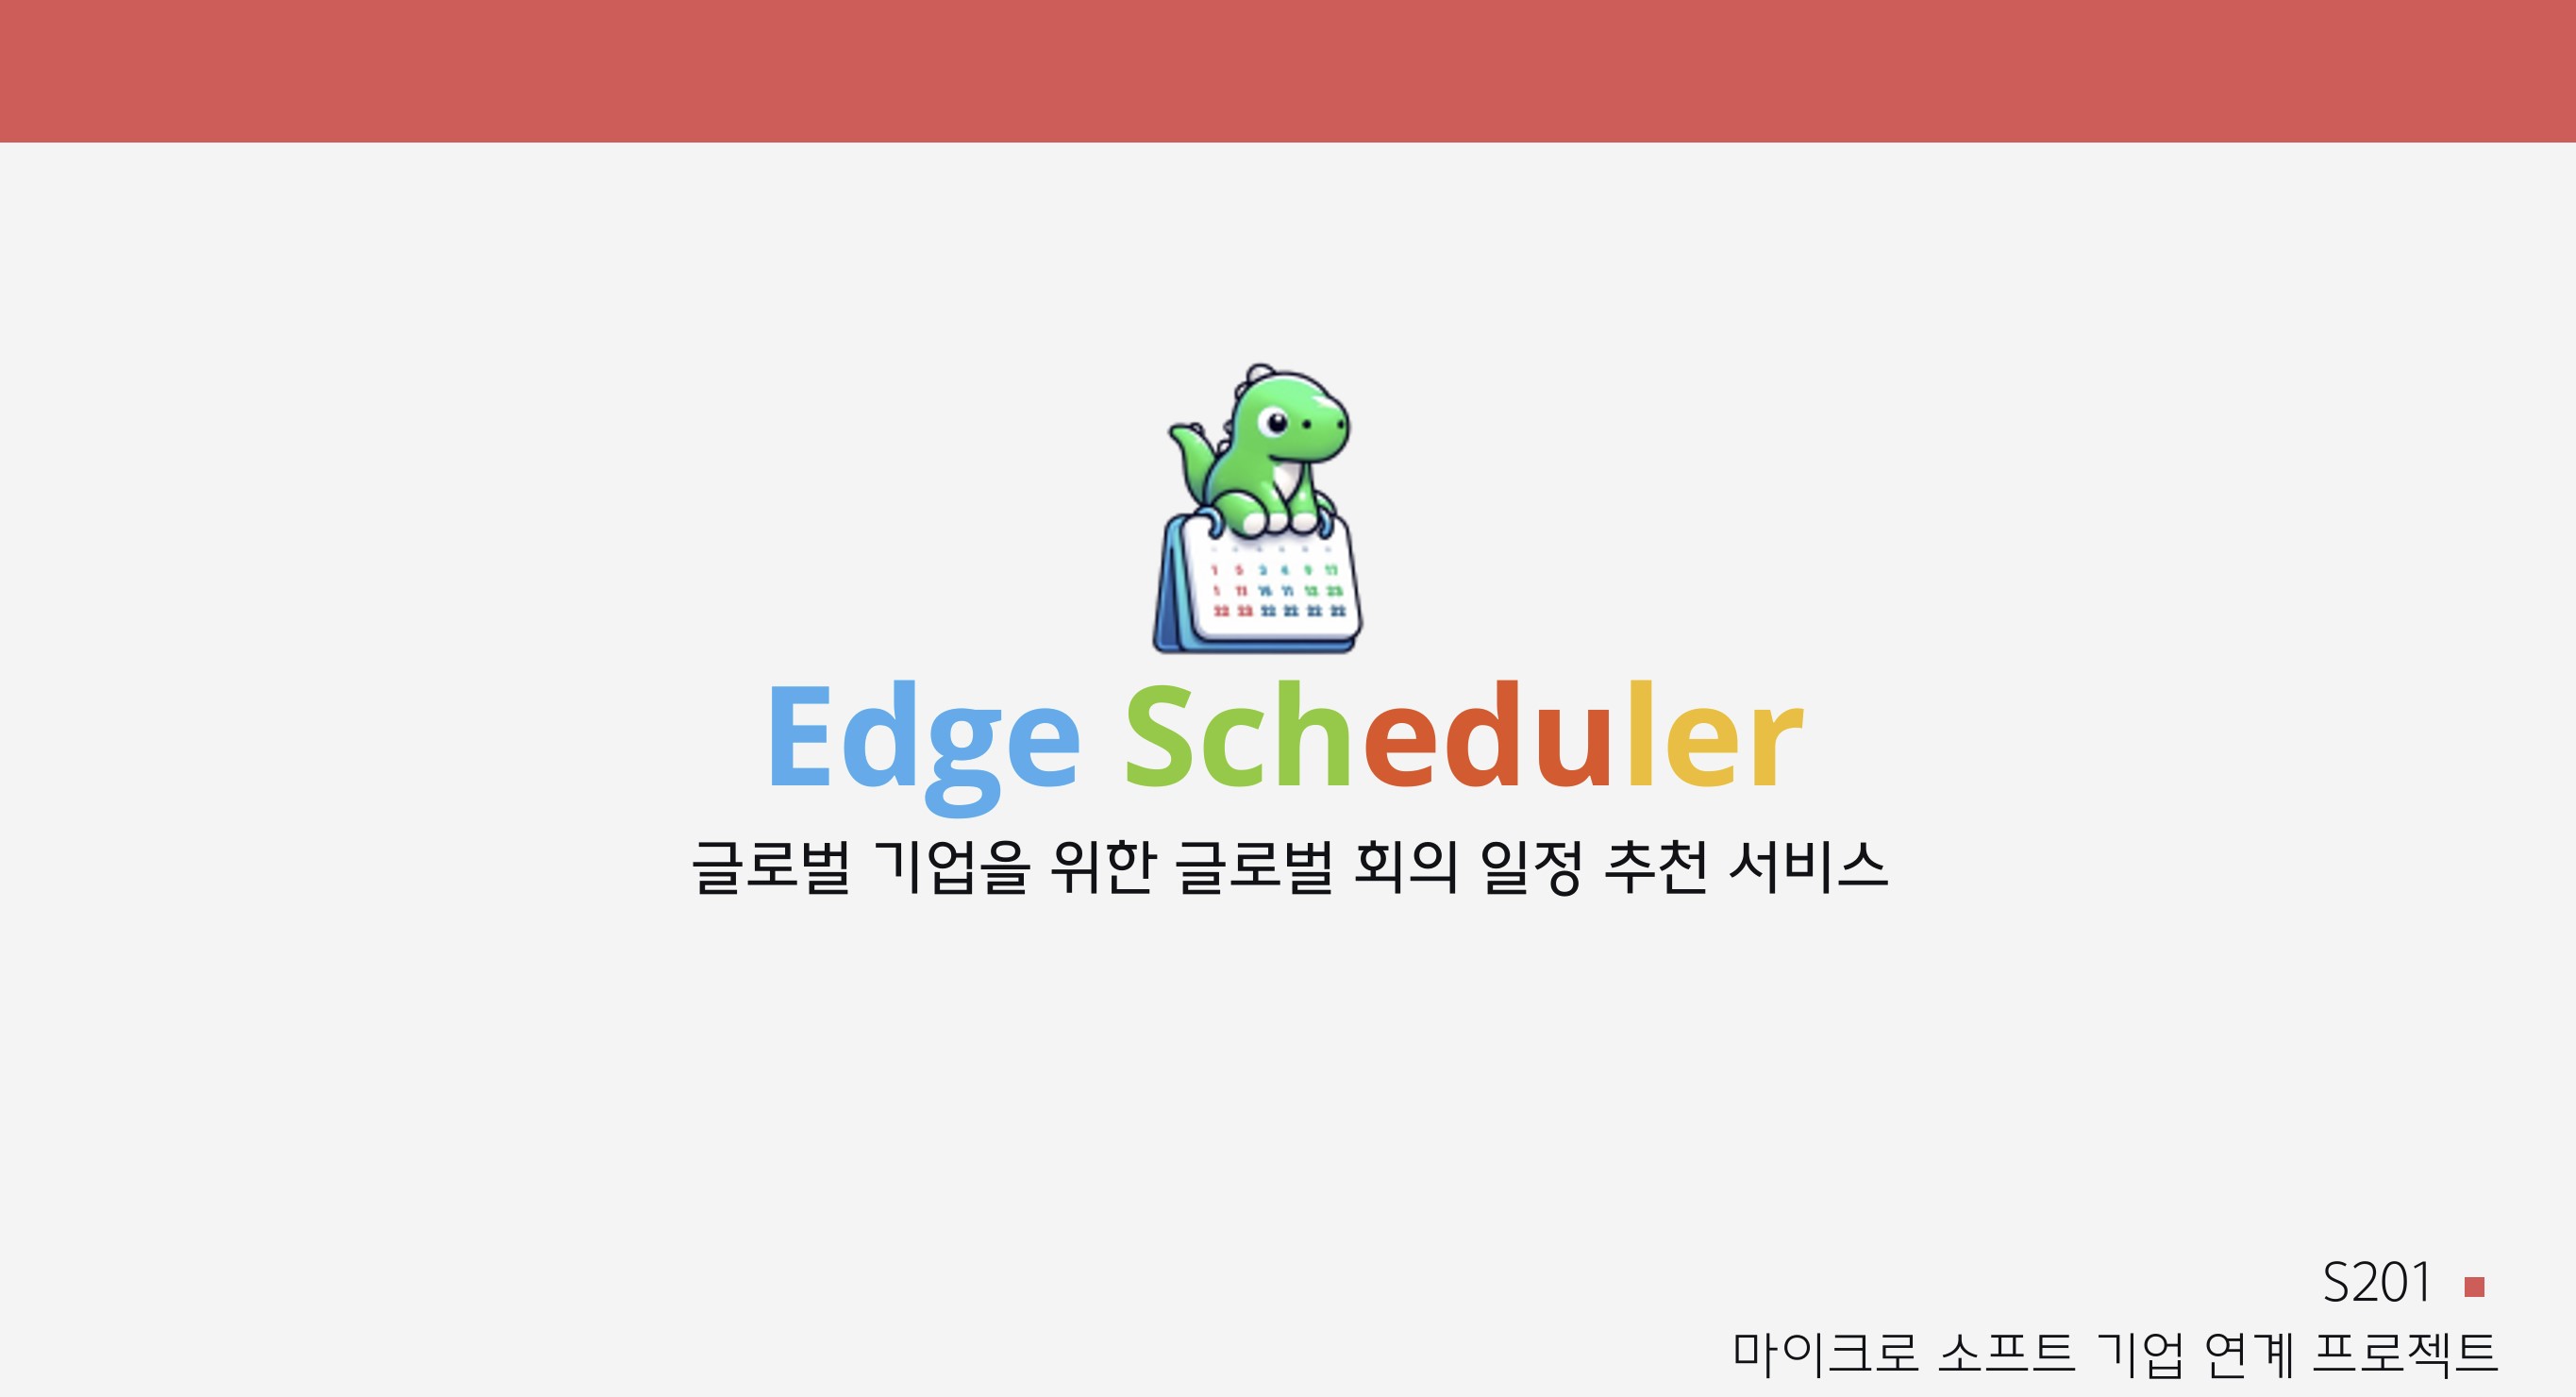 Edge Scheduler
글로벌 기업을 위한 글로벌 회의 일정 추천 서비스
S201
마이크로 소프트 기업 연계 프로젝트